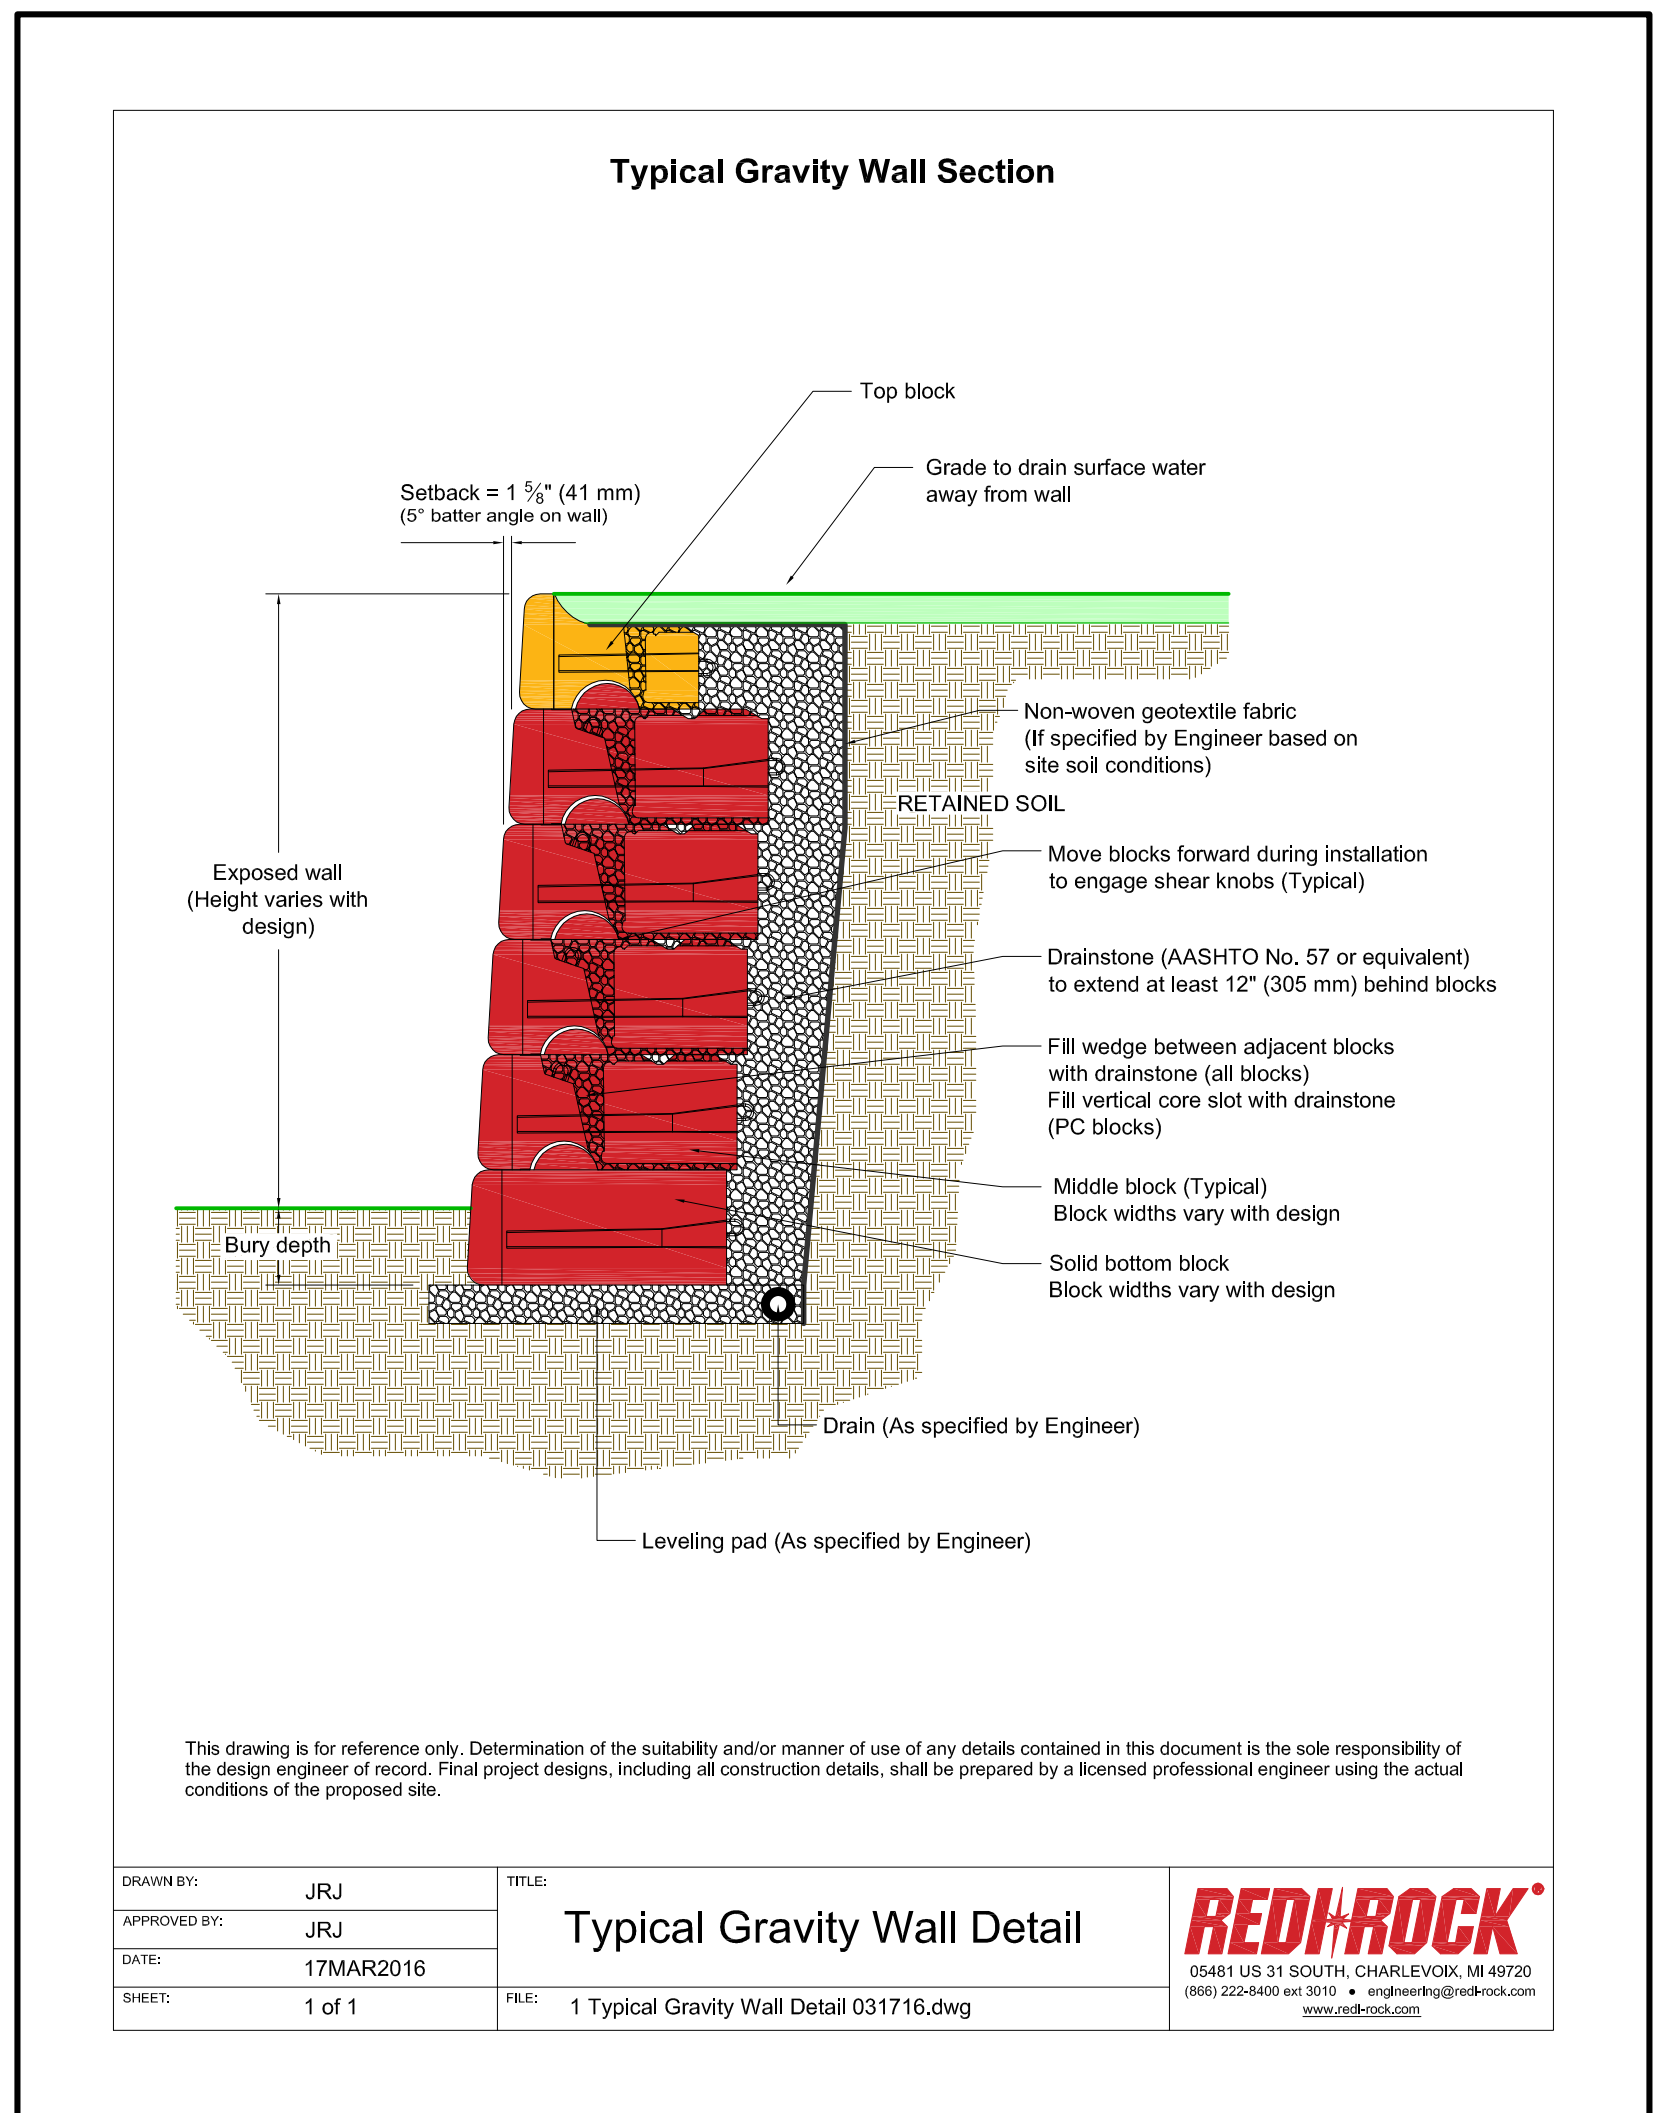 Typical Gravity Wall Section
Top block
Grade to drain surface water
away from wall
Setback = 1 5⁄8" (41 mm)
(5° batter angle on wall)
Non-woven geotextile fabric
(If specified by Engineer based on
site soil conditions)
RETAINED SOIL
Move blocks forward during installation
to engage shear knobs (Typical)
Exposed wall
(Height varies with
design)
Drainstone (AASHTO No. 57 or equivalent)
to extend at least 12" (305 mm) behind blocks
Fill wedge between adjacent blocks
with drainstone (all blocks)
Fill vertical core slot with drainstone
(PC blocks)
Middle block (Typical)
Block widths vary with design
Bury depth
Solid bottom block
Block widths vary with design
Drain (As specified by Engineer)
Leveling pad (As specified by Engineer)
This drawing is for reference only. Determination of the suitability and/or manner of use of any details contained in this document is the sole responsibility of
the design engineer of record. Final project designs, including all construction details, shall be prepared by a licensed professional engineer using the actual
conditions of the proposed site.
DRAWN BY: JRJ
APPROVED BY: JRJ
DATE: 17MAR2016
SHEET: 1 of 1
TITLE:
Typical Gravity Wall Detail
FILE: 1 Typical Gravity Wall Detail 031716.dwg
REDI-ROCK
05481 US 31 SOUTH, CHARLEVOIX, MI 49720
(866) 222-8400 ext 3010 ● engineering@redi-rock.com
www.redi-rock.com